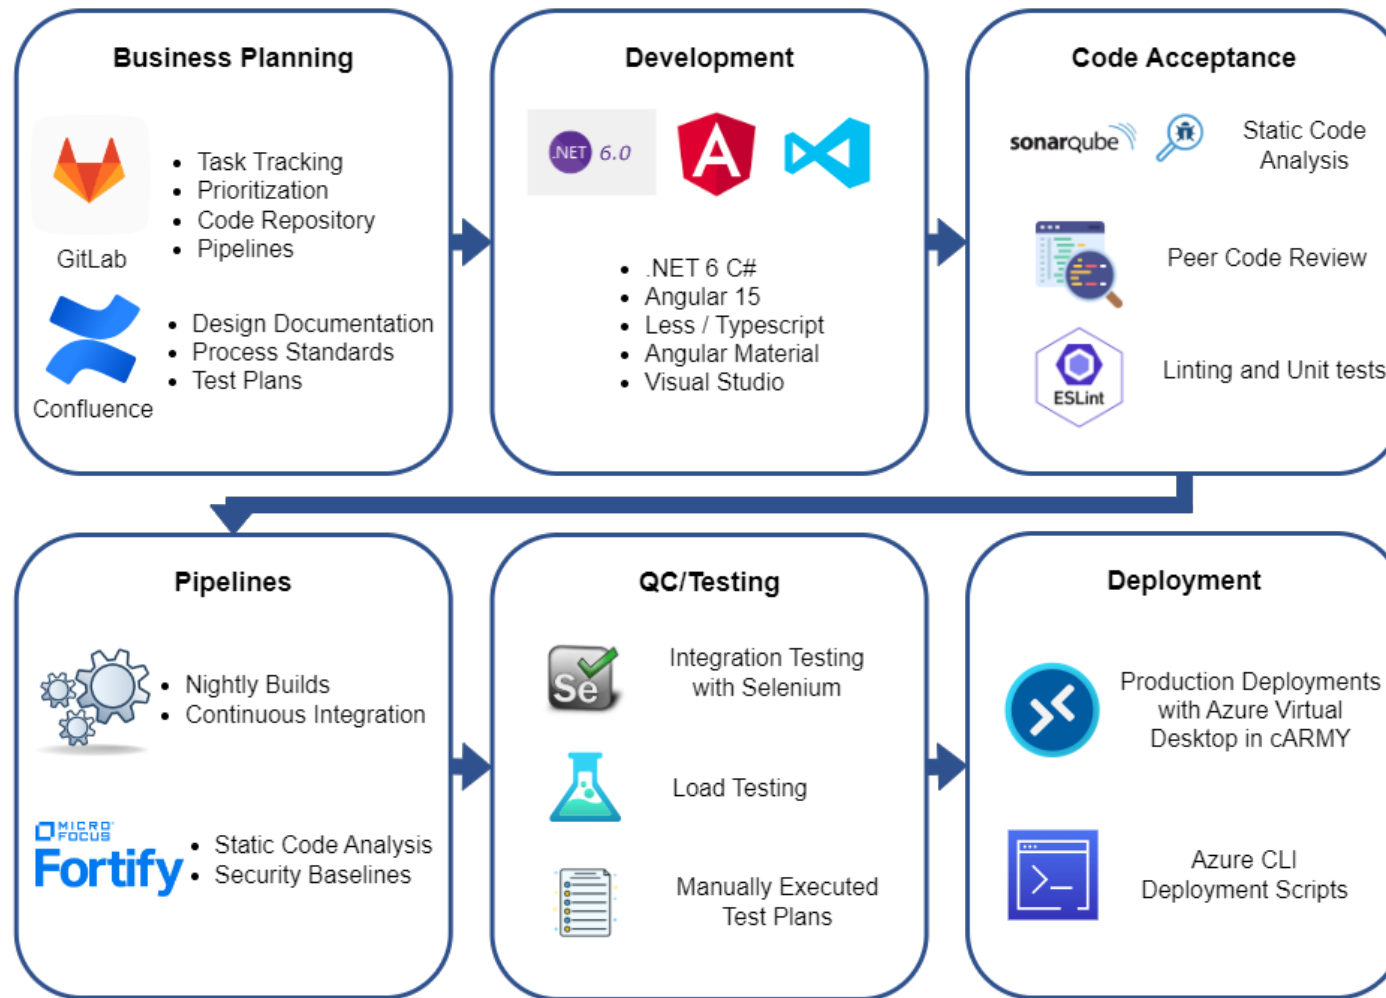 Business Planning
GitLab
Task Tracking
Prioritization
Code Repository
Pipelines
Confluence
Design Documentation
Process Standards
Test Plans
Development
.NET 6.0
.NET 6 C#
Angular 15
Less / Typescript
Angular Material
Visual Studio
Code Acceptance
sonarqube
Static Code
Analysis
Peer Code Review
ESLint
Linting and Unit tests
Pipelines
Nightly Builds
Continuous Integration
MICRO
FOCUS
Fortify
Static Code Analysis
Security Baselines
QC/Testing
Se
Integration Testing
with Selenium
Load Testing
Manually Executed
Test Plans
Deployment
Production Deployments
with Azure Virtual
Desktop in cARMY
Azure CLI
Deployment Scripts